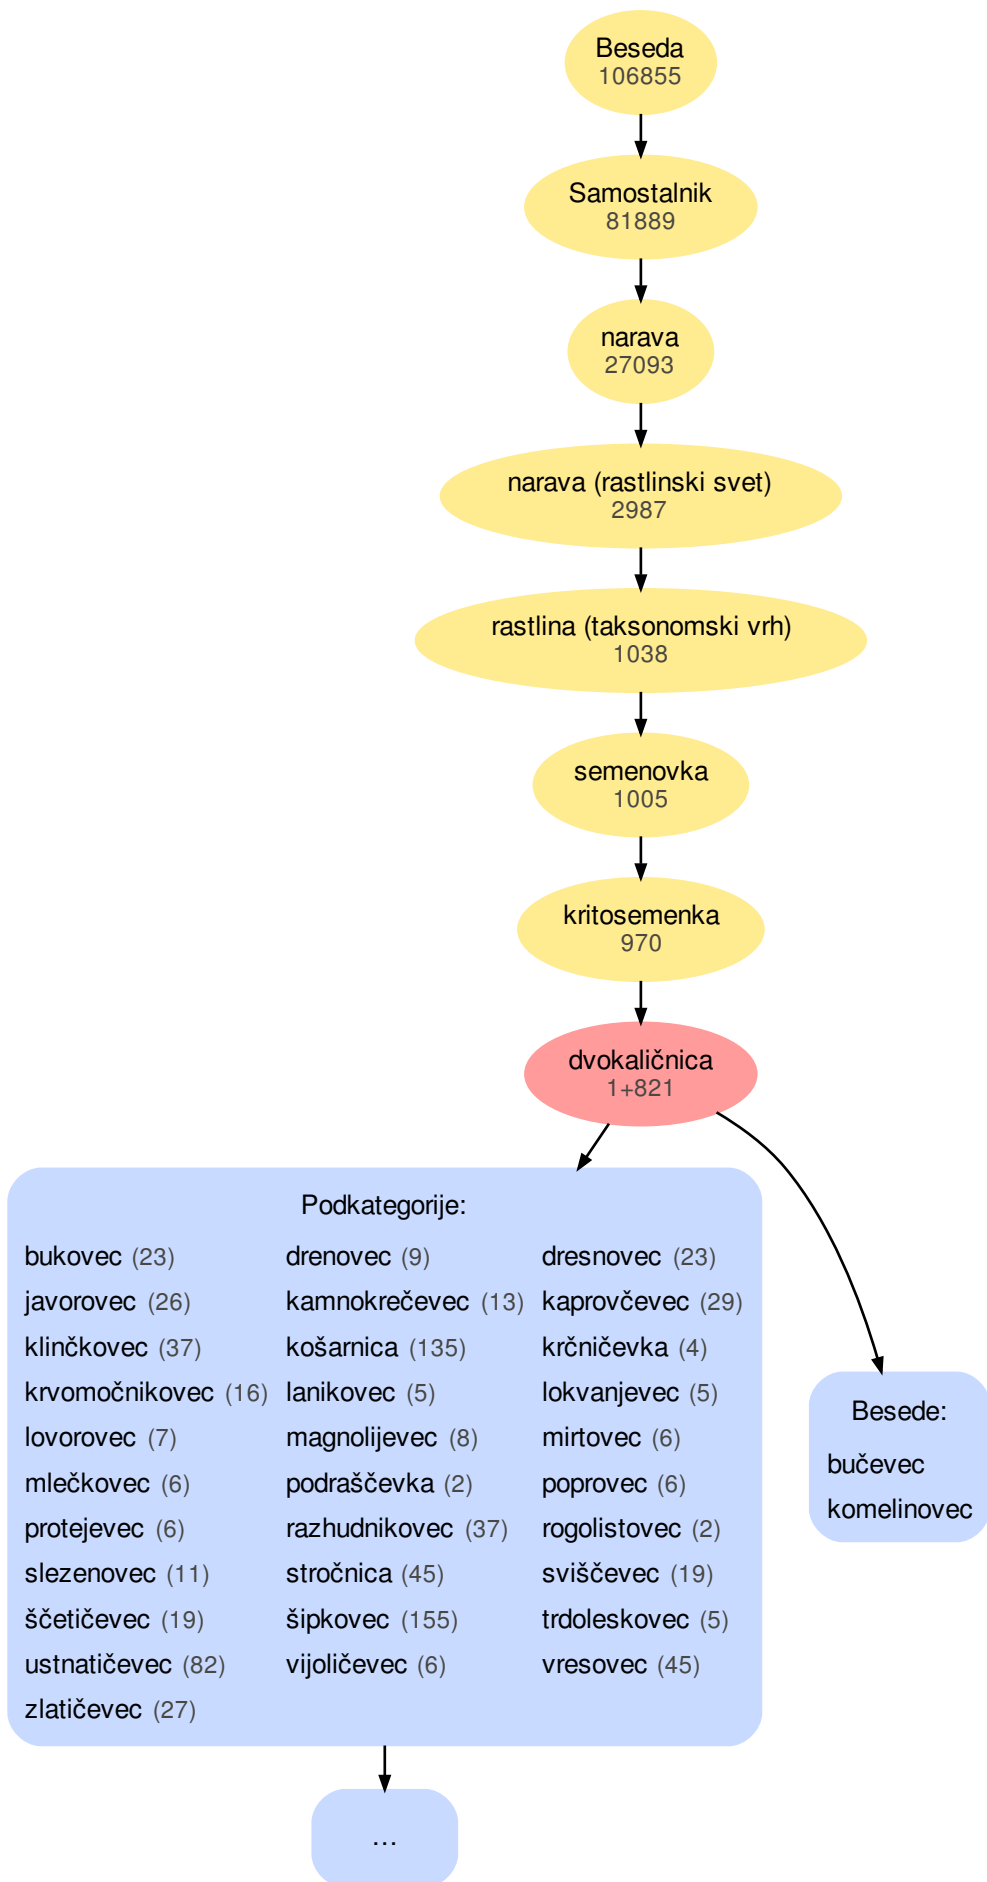 Beseda
106855
Samostalnik
81889
narava
27093
narava (rastlinski svet)
2987
rastlina (taksonomski vrh)
1038
semenovka
1005
kritosemenka
970
dvokaličnica
1+821
Podkategorije:
bukovec (23) drenovec (9) dresnovec (23)
javorovec (26) kamnokrečevec (13) kaprovčevec (29)
klinčkovec (37) košarnica (135) krčničevka (4)
krvomočnikovec (16) lanikovec (5) lokvanjevec (5)
lovorovec (7) magnolijevec (8) mirtovec (6)
mlečkovec (6) podraščevka (2) poprovec (6)
protejevec (6) razhudnikovec (37) rogolistovec (2)
slezenovec (11) stročnica (45) sviščevec (19)
ščetičevec (19) šipkovec (155) trdoleskovec (5)
ustnatičevec (82) vijoličevec (6) vresovec (45)
zlatičevec (27)
Besede:
bučevec
komelinovec
...